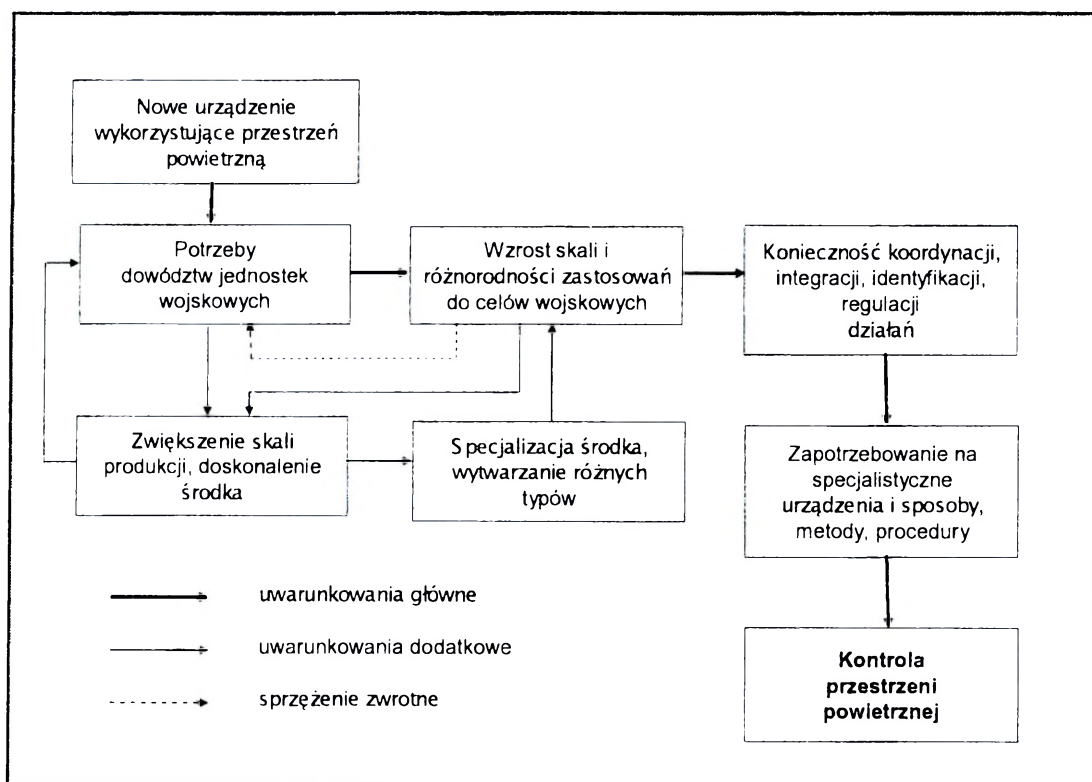 Nowe urządzenie
wykorzystujące przestrzeń
powietrzną
Potrzeby
dowództw jednostek
wojskowych
Wzrost skali i
różnorodności zastosowań
do celów wojskowych
Konieczność koordynacji,
integracji, identyfikacji,
regulacji
działań
Zwiększenie skali
produkcji, doskonalenie
środka
Specjalizacja środka,
wytwarzanie różnych
typów
Zapotrzebowanie na
specjalistyczne
urządzenia i sposoby,
metody, procedury
Kontrola
przestrzeni
powietrznej
uwarunkowania główne
uwarunkowania dodatkowe
sprzężenie zwrotne